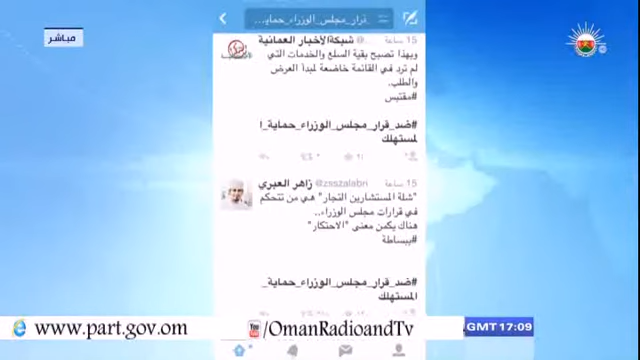 مباشر
قرار_مجلس_الوزراء_حماية...
شبكة الأخبار العمانية
15 ساعة
وبهذا تصبح بقية السلع والخدمات التي
لم ترد في القائمة خاضعة لمبدأ العرض
والطلب.
#مقتبس
#ضد_قرار_مجلس_الوزراء_حماية_ا
لمستهلك
زاهر العبري @zsszalabri
15 ساعة
"شلة المستشارين التجار" هي من تتحكم
في قرارات مجلس الوزراء..
هناك يكمن معنى "الاحتكار"
#ببساطة
#ضد_قرار_مجلس_الوزراء_حماية_
المستهلك
www.part.gov.om
You Tube /OmanRadioandTv
GMT 17:09